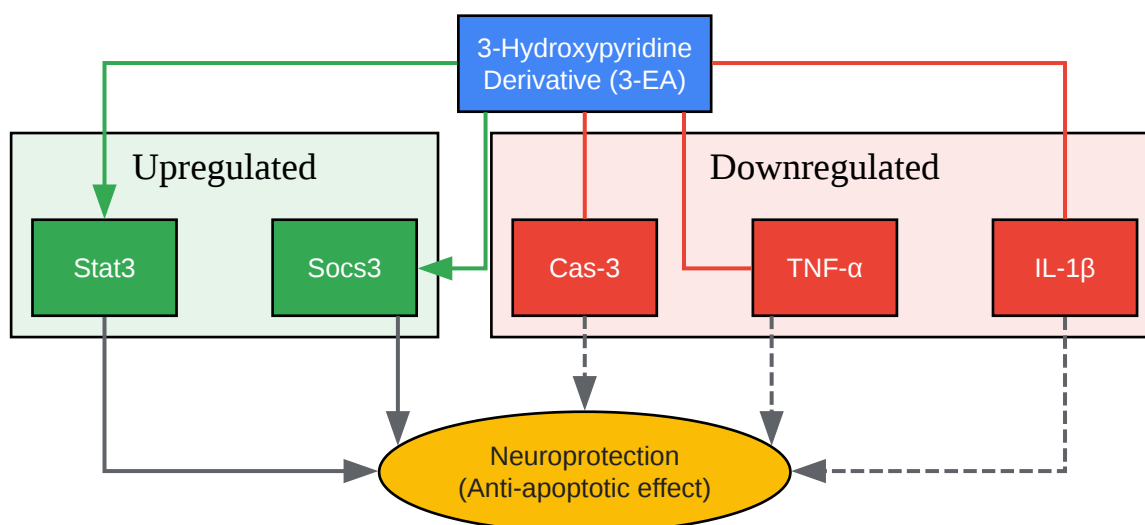 3-Hydroxypyridine
Derivative (3-EA)
Upregulated
Downregulated
Stat3
Socs3
Cas-3
TNF-α
IL-1β
Neuroprotection
(Anti-apoptotic effect)